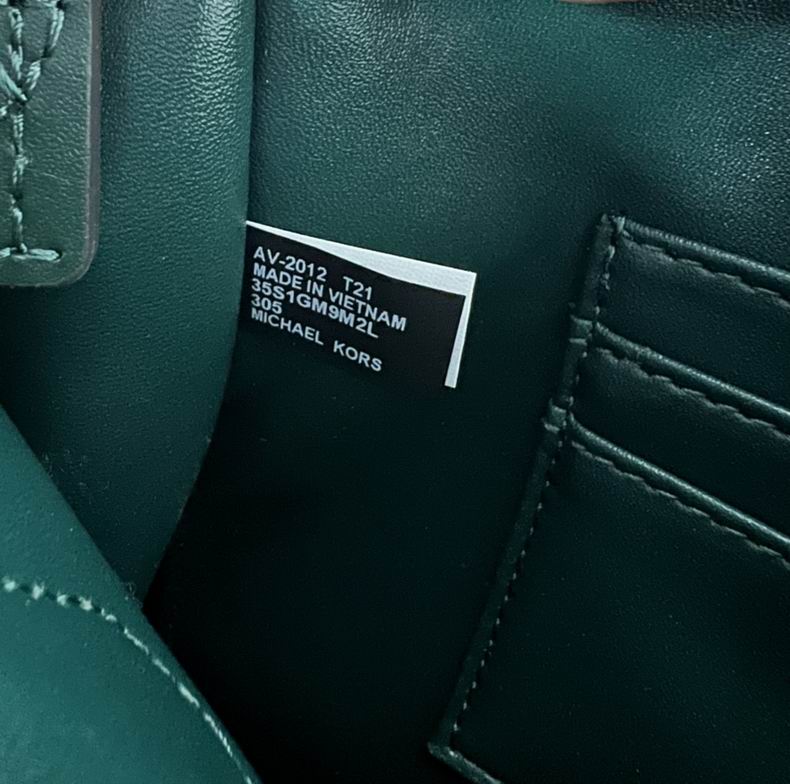 AV-2012 T21
MADE IN VIETNAM
35S1GM9M2L
305
MICHAEL KORS